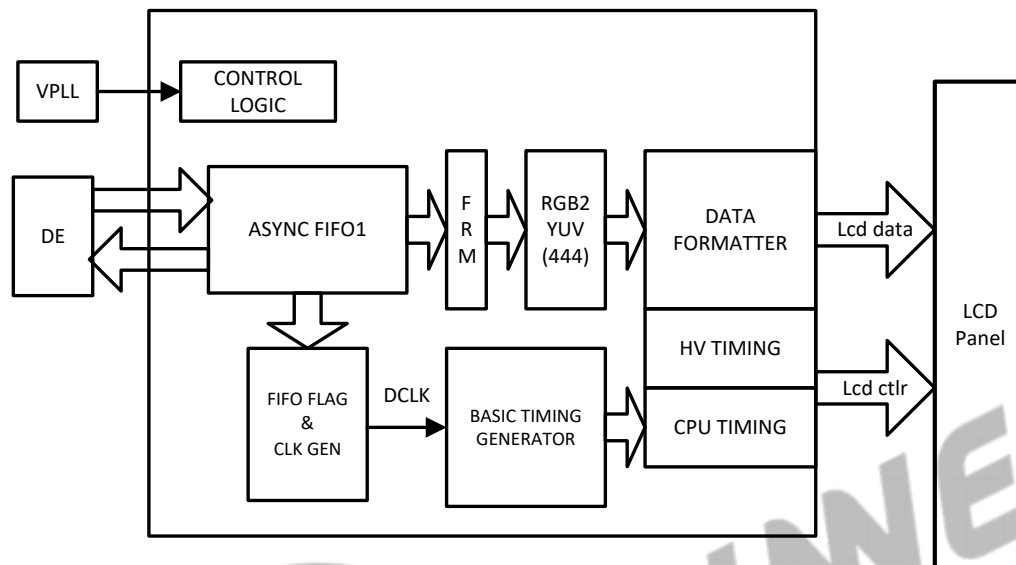 VPLL
CONTROL
LOGIC
DE
ASYNC FIFO1
F
R
M
RGB2
YUV
(444)
DATA
FORMATTER
Lcd data
LCD
Panel
HV TIMING
Lcd ctlr
CPU TIMING
FIFO FLAG
&
CLK GEN
DCLK
BASIC TIMING
GENERATOR